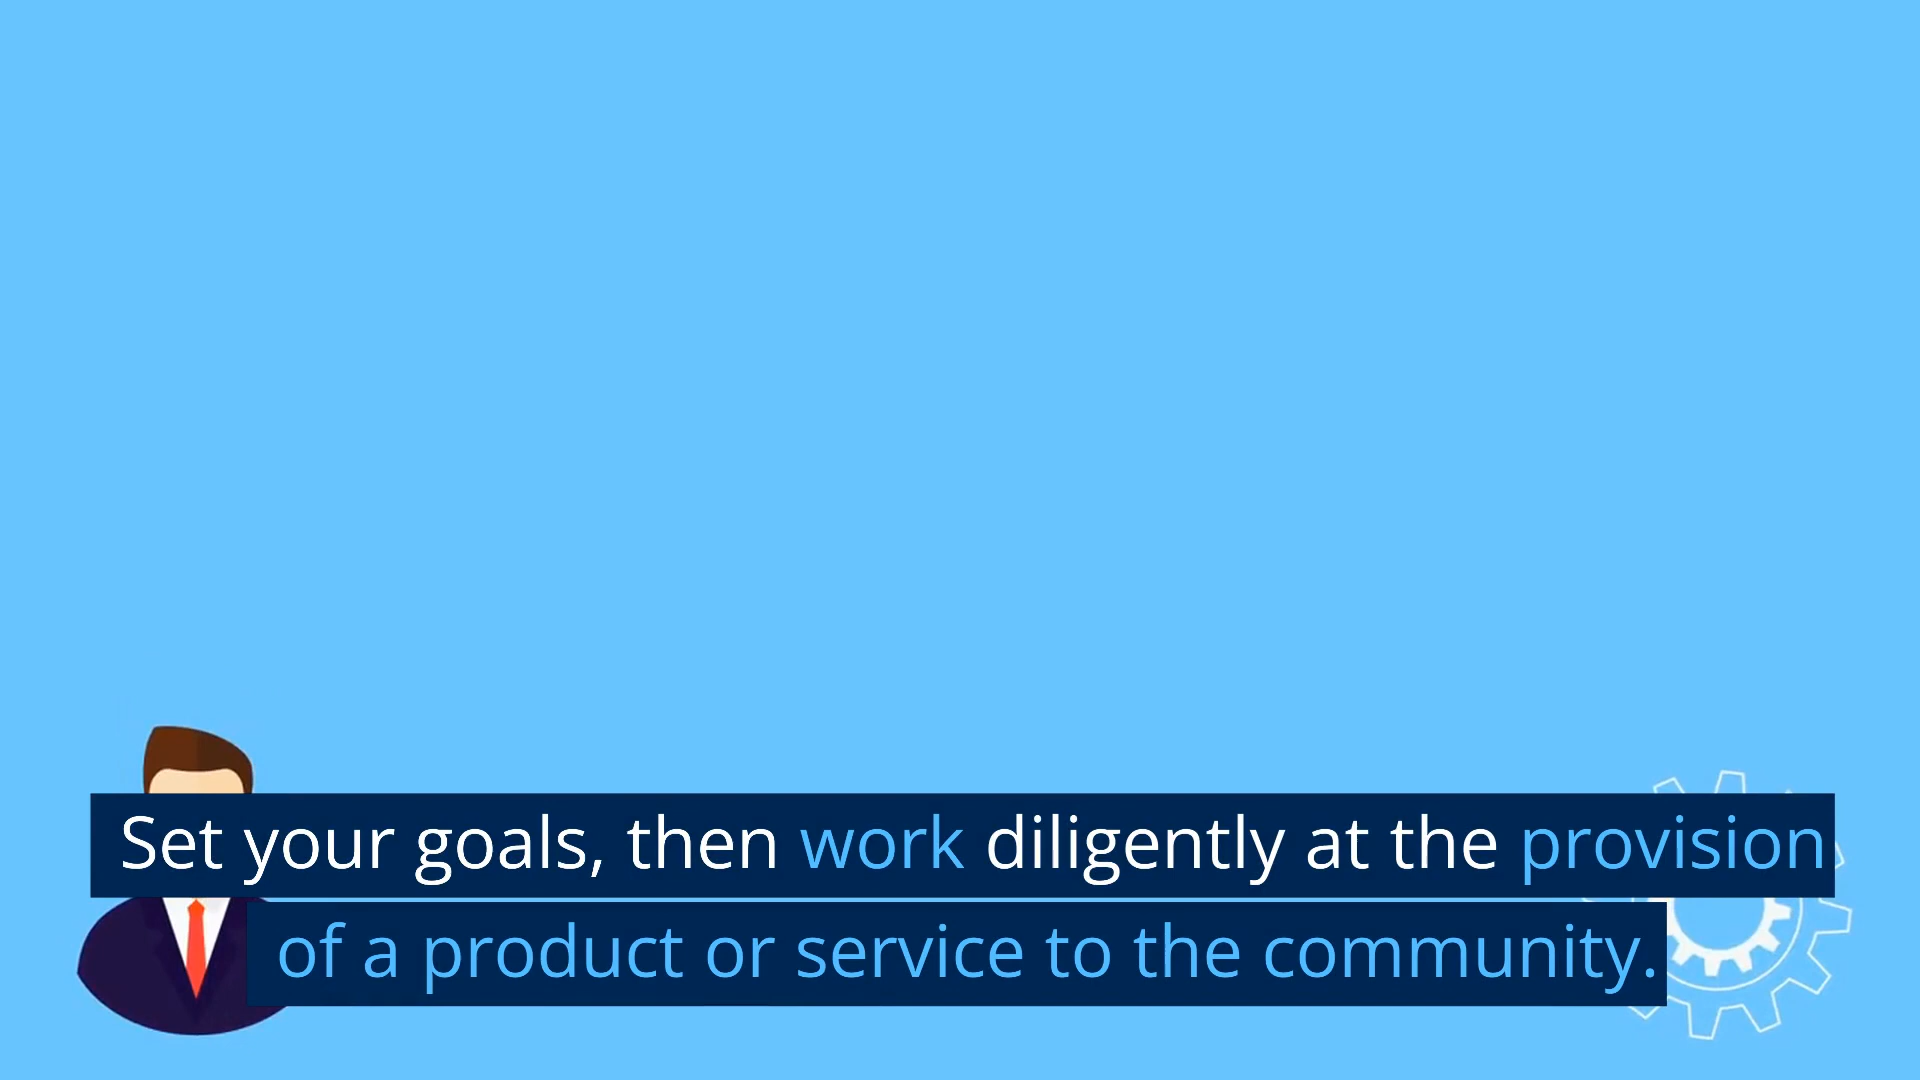 Set your goals, then work diligently at the provision
of a product or service to the community.